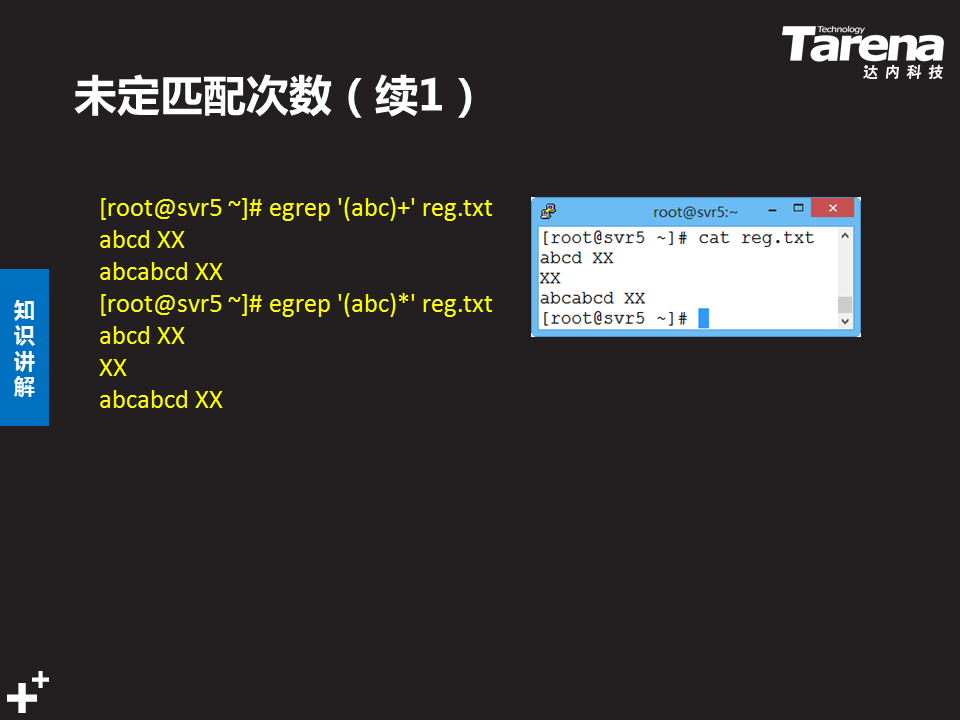 Technology
Tarena
达内科技
未定匹配次数（续1）
[root@svr5 ~]# egrep '(abc)+' reg.txt
abcd XX
abcabcd XX
[root@svr5 ~]# egrep '(abc)*' reg.txt
abcd XX
XX
abcabcd XX
root@svr5:~
[root@svr5 ~]# cat reg.txt
abcd XX
XX
abcabcd XX
[root@svr5 ~]#
知识讲解